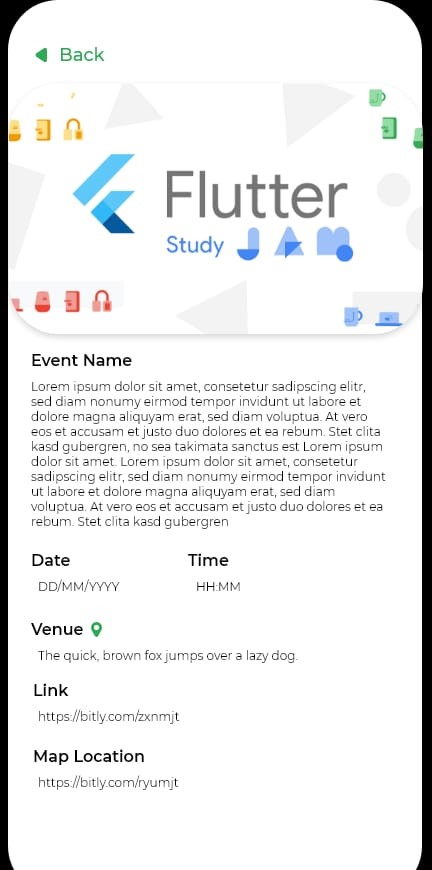 Back
Flutter
Study JAM
Event Name
Lorem ipsum dolor sit amet, consetetur sadipscing elitr,
sed diam nonumy eirmod tempor invidunt ut labore et
dolore magna aliquyam erat, sed diam voluptua. At vero
eos et accusam et justo duo dolores et ea rebum. Stet clita
kasd gubergren, no sea takimata sanctus est Lorem ipsum
dolor sit amet. Lorem ipsum dolor sit amet, consetetur
sadipscing elitr, sed diam nonumy eirmod tempor invidunt
ut labore et dolore magna aliquyam erat, sed diam
voluptua. At vero eos et accusam et justo duo dolores et ea
rebum. Stet clita kasd gubergren
Date Time
DD/MM/YYYY HH:MM
Venue
The quick, brown fox jumps over a lazy dog.
Link
https://bitly.com/zxnmjt
Map Location
https://bitly.com/ryumjt